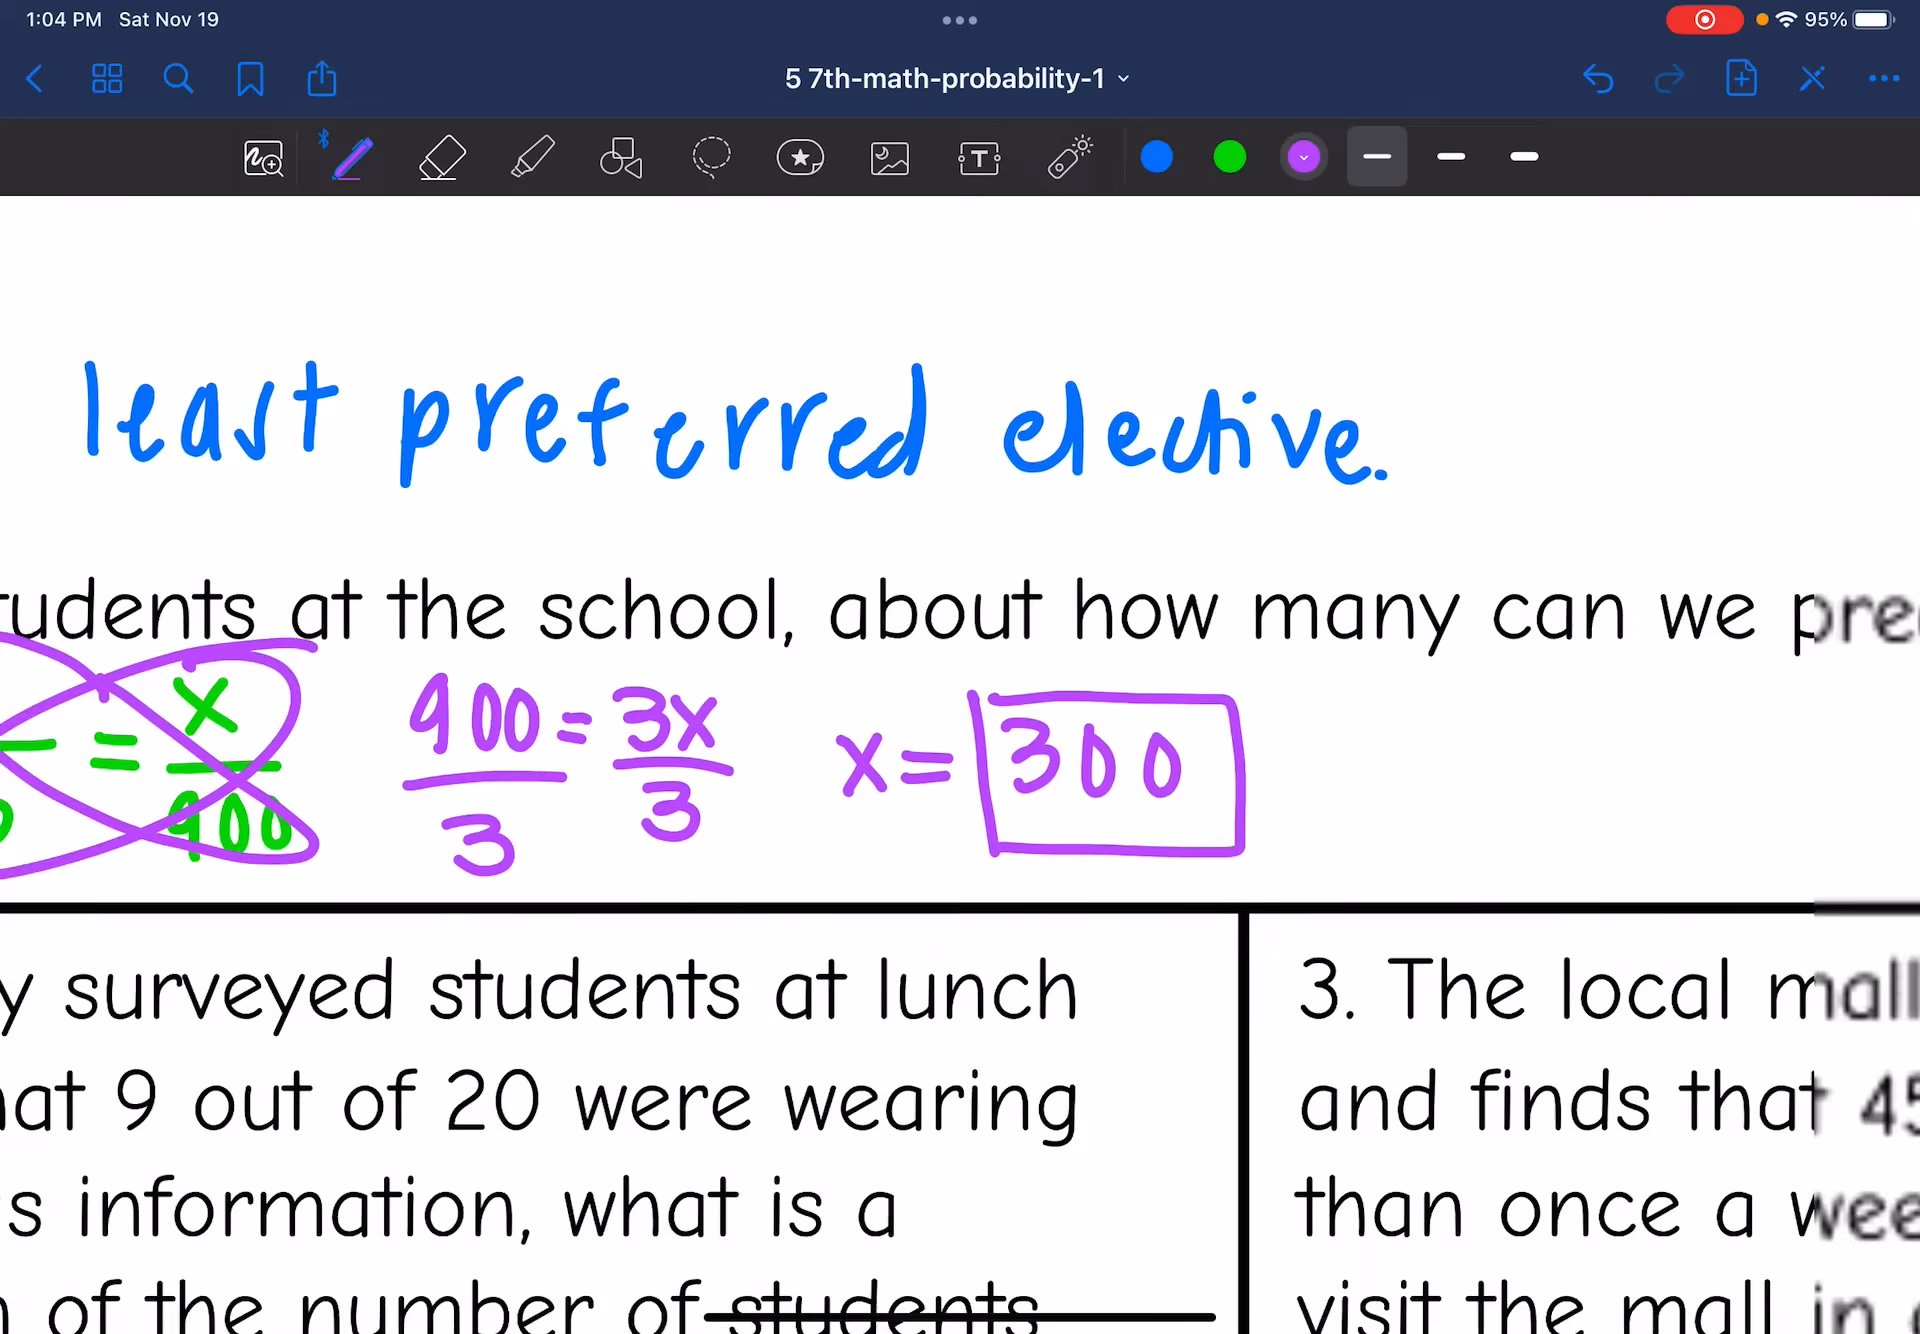 1:04 PM Sat Nov 19
95%
5 7th-math-probability-1
T
least preferred elective.
tudents at the school, about how many can we pre
= x / 900
900 / 3 = 3x / 3
x = 300
y surveyed students at lunch
hat 9 out of 20 were wearing
s information, what is a
of the number of students
3. The local mall
and finds that 45
than once a wee
visit the mall in